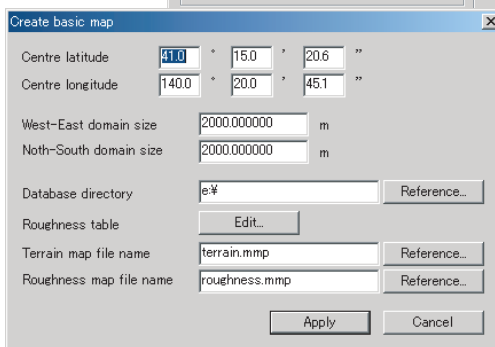 Create basic map
Centre latitude 41.0 ° 15.0 ' 20.6 "
Centre longitude 140.0 ° 20.0 ' 45.1 "
West-East domain size 2000.000000 m
Noth-South domain size 2000.000000 m
Database directory e:¥ Reference...
Roughness table Edit...
Terrain map file name terrain.mmp Reference...
Roughness map file name roughness.mmp Reference...
Apply Cancel